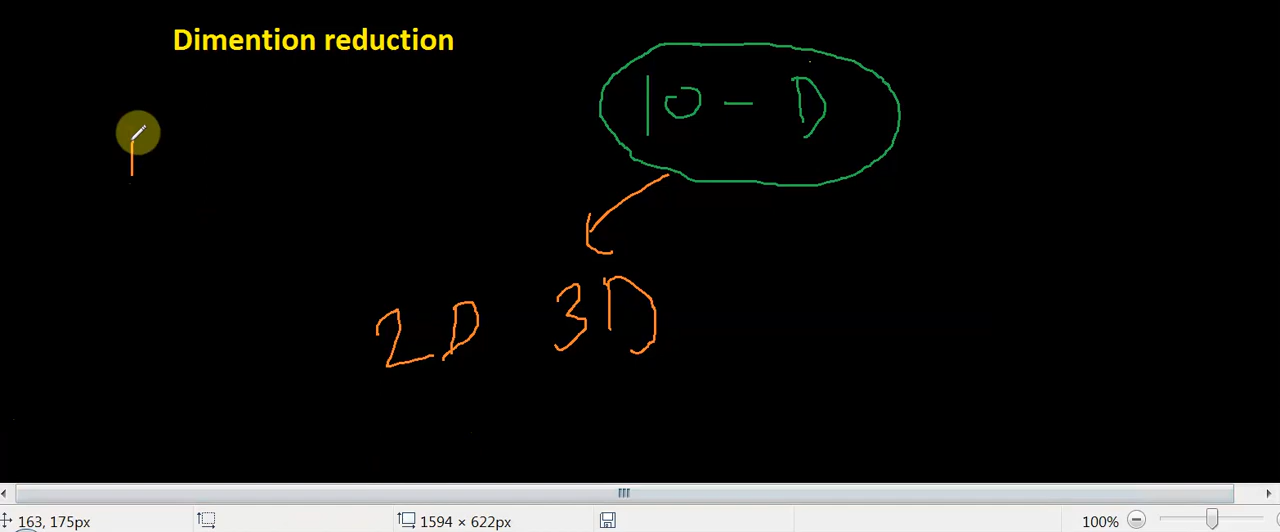 Dimention reduction
10 - D
2D 3D
163, 175px
1594 × 622px
100%